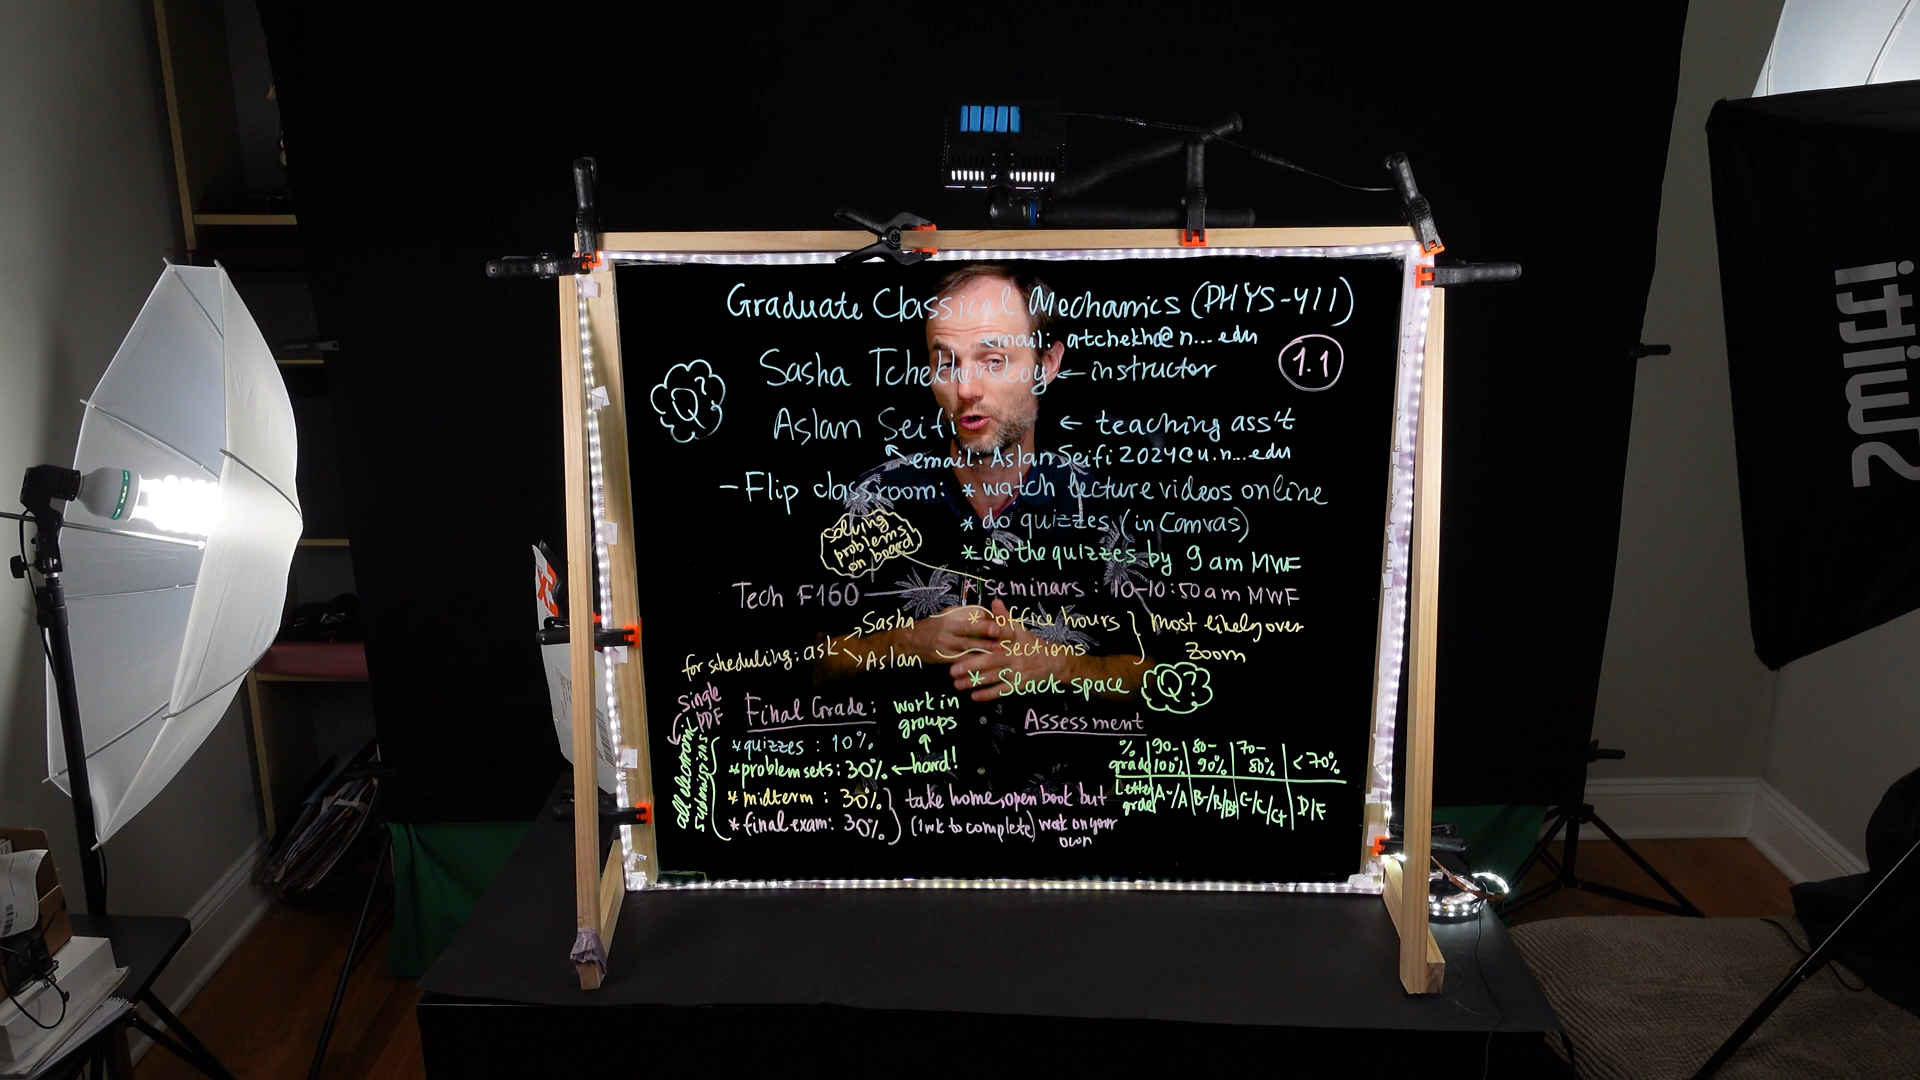 Graduate Classical Mechanics (PHYS-411)
email: atchekho@n...edu
Sasha Tchekhovskoy ← instructor
1.1
Q?
Aslan Seifi ← teaching ass't
email: AslanSeifi2024@u.n...edu
- Flip classroom: * watch lecture videos online
* do quizzes (in Canvas)
solving
problems
on board
* do the quizzes by 9 am MWF
Tech F160
* seminars: 10-10:50am MWF
* office hours
sections
most likely over
zoom
for scheduling: ask
Sasha
Aslan
* Slack space
Q?
Single
PDF
all electronic
submissions
Final Grade:
* quizzes: 10%
* problem sets: 30% ← hard!
work in
groups
* midterm: 30%
* final exam: 30%
take home, open book but
(1wk to complete) work on your
own
Assessment
% grade | 90-100% | 80-90% | 70-80% | <70%
Letter grade | A-/A | B-/B/B+ | C-/C/C+ | D/F
Switti